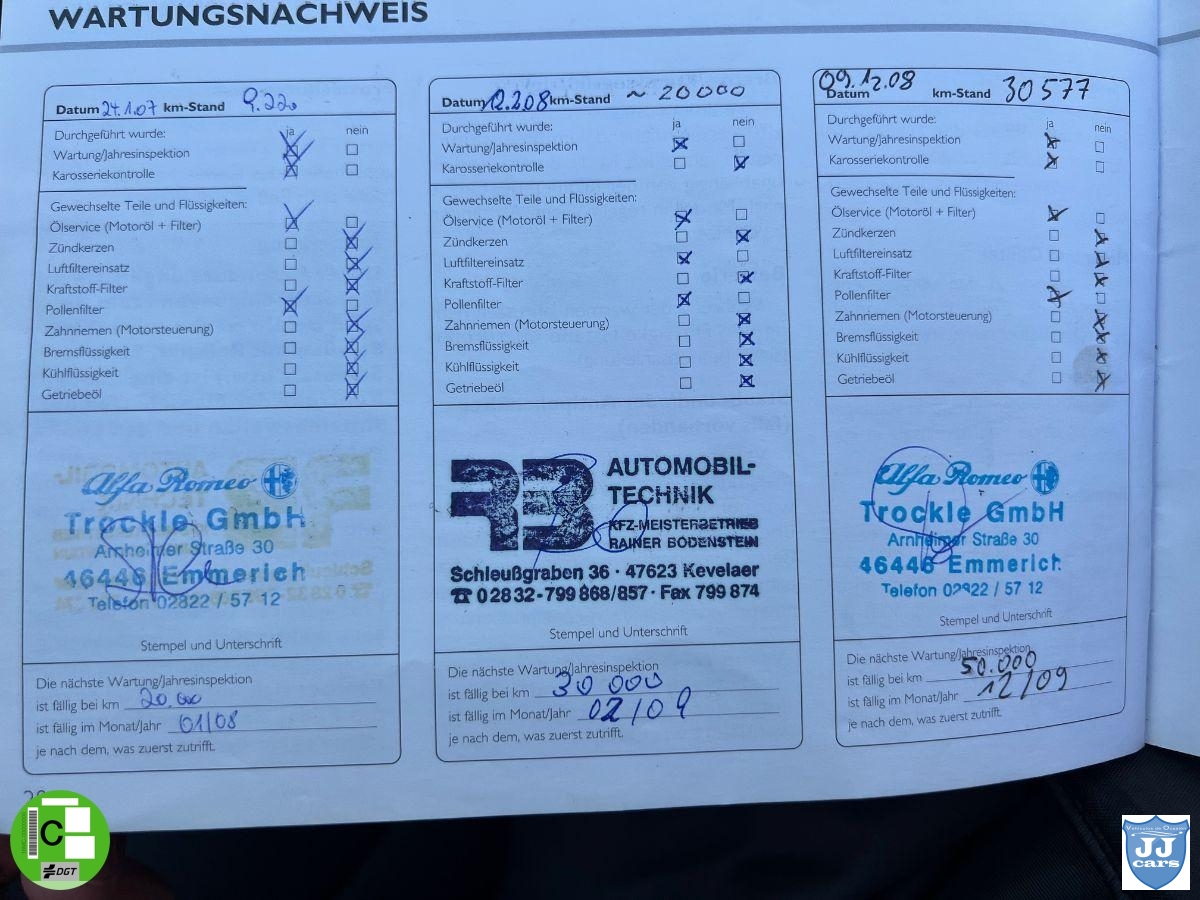 WARTUNGSNACHWEIS
Datum 24.1.07 km-Stand 9.220
Durchgeführt wurde: ja nein
Wartung/Jahresinspektion
Karosseriekontrolle
Gewechselte Teile und Flüssigkeiten:
Ölservice (Motoröl + Filter)
Zündkerzen
Luftfiltereinsatz
Kraftstoff-Filter
Pollenfilter
Zahnriemen (Motorsteuerung)
Bremsflüssigkeit
Kühlflüssigkeit
Getriebeöl
Alfa Romeo
Trockle GmbH
Arnheimer Straße 30
46446 Emmerich
Telefon 02822 / 57 12
Stempel und Unterschrift
Die nächste Wartung/Jahresinspektion
ist fällig bei km 20.000
ist fällig im Monat/Jahr 01/08
je nach dem, was zuerst zutrifft.
Datum 12.2.08 km-Stand ~ 20000
Durchgeführt wurde: ja nein
Wartung/Jahresinspektion
Karosseriekontrolle
Gewechselte Teile und Flüssigkeiten:
Ölservice (Motoröl + Filter)
Zündkerzen
Luftfiltereinsatz
Kraftstoff-Filter
Pollenfilter
Zahnriemen (Motorsteuerung)
Bremsflüssigkeit
Kühlflüssigkeit
Getriebeöl
RB AUTOMOBIL-
TECHNIK
KFZ-MEISTERBETRIEB
RAINER BODENSTEIN
Schleußgraben 36 · 47623 Kevelaer
☎ 02832-799868/857 · Fax 799 874
Stempel und Unterschrift
Die nächste Wartung/Jahresinspektion
ist fällig bei km 30 000
ist fällig im Monat/Jahr 02/09
je nach dem, was zuerst zutrifft.
09.12.08
Datum km-Stand 30577
Durchgeführt wurde: ja nein
Wartung/Jahresinspektion
Karosseriekontrolle
Gewechselte Teile und Flüssigkeiten:
Ölservice (Motoröl + Filter)
Zündkerzen
Luftfiltereinsatz
Kraftstoff-Filter
Pollenfilter
Zahnriemen (Motorsteuerung)
Bremsflüssigkeit
Kühlflüssigkeit
Getriebeöl
Alfa Romeo
Trockle GmbH
Arnheimer Straße 30
46446 Emmerich
Telefon 02822 / 57 12
Stempel und Unterschrift
Die nächste Wartung/Jahresinspektion
ist fällig bei km 50.000
ist fällig im Monat/Jahr 12/09
je nach dem, was zuerst zutrifft.
C
DGT
JJ
cars